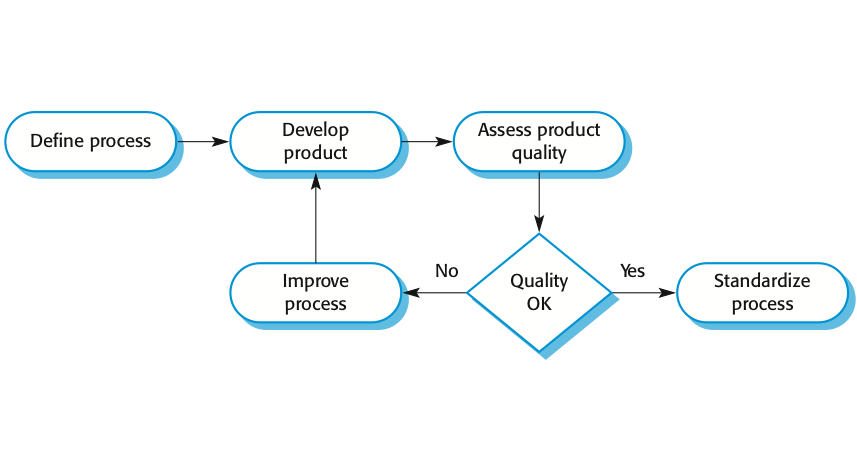 Define process
Develop
product
Assess product
quality
No
Yes
Improve
process
Quality
OK
Standardize
process